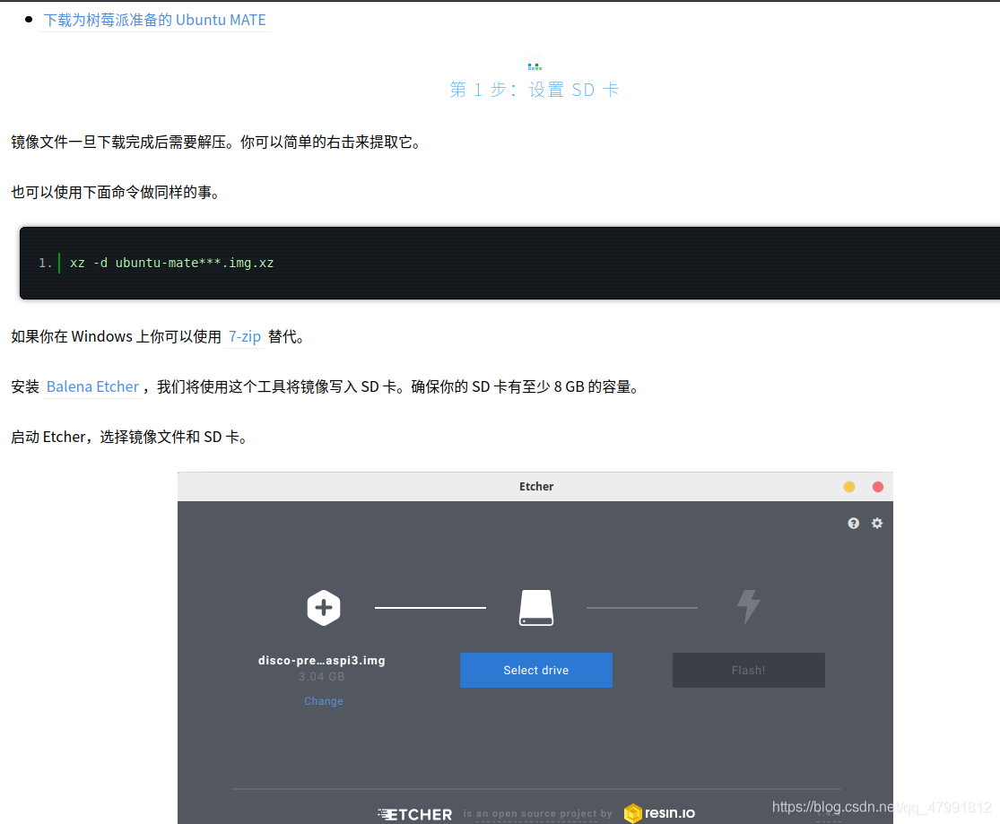 下载为树莓派准备的 Ubuntu MATE
第 1 步：设置 SD 卡
镜像文件一旦下载完成后需要解压。你可以简单的右击来提取它。
也可以使用下面命令做同样的事。
1. xz -d ubuntu-mate***.img.xz
如果你在 Windows 上你可以使用 7-zip 替代。
安装 Balena Etcher，我们将使用这个工具将镜像写入 SD 卡。确保你的 SD 卡有至少 8 GB 的容量。
启动 Etcher，选择镜像文件和 SD 卡。
Etcher
disco-pre…aspi3.img
3.04 GB
Change
Select drive
Flash!
ETCHER is an open source project by resin.io
https://blog.csdn.net/qq_47991812